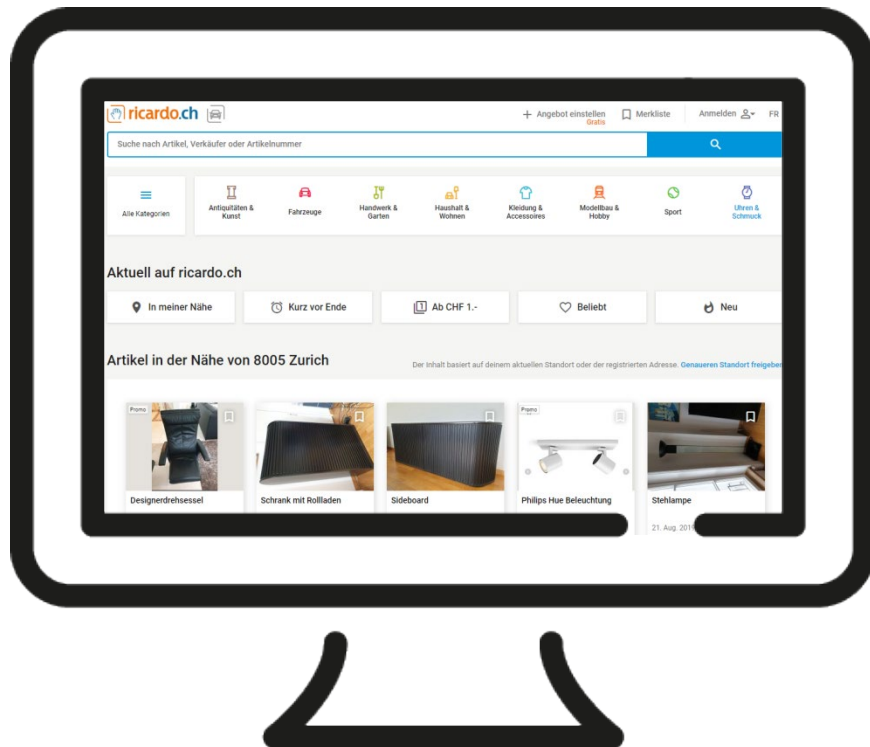 ricardo.ch
+ Angebot einstellen Merkliste Anmelden FR
Gratis
Suche nach Artikel, Verkäufer oder Artikelnummer
Alle Kategorien
Antiquitäten &
Kunst
Fahrzeuge
Handwerk &
Garten
Haushalt &
Wohnen
Kleidung &
Accessoires
Modellbau &
Hobby
Sport
Uhren &
Schmuck
Aktuell auf ricardo.ch
In meiner Nähe
Kurz vor Ende
1 Ab CHF 1.-
Beliebt
Neu
Artikel in der Nähe von 8005 Zurich
Der Inhalt basiert auf deinem aktuellen Standort oder der registrierten Adresse. Genaueren Standort freigeben
Promo
Promo
Designerdrehsessel
Schrank mit Rollladen
Sideboard
Philips Hue Beleuchtung
Stehlampe
21. Aug. 2019